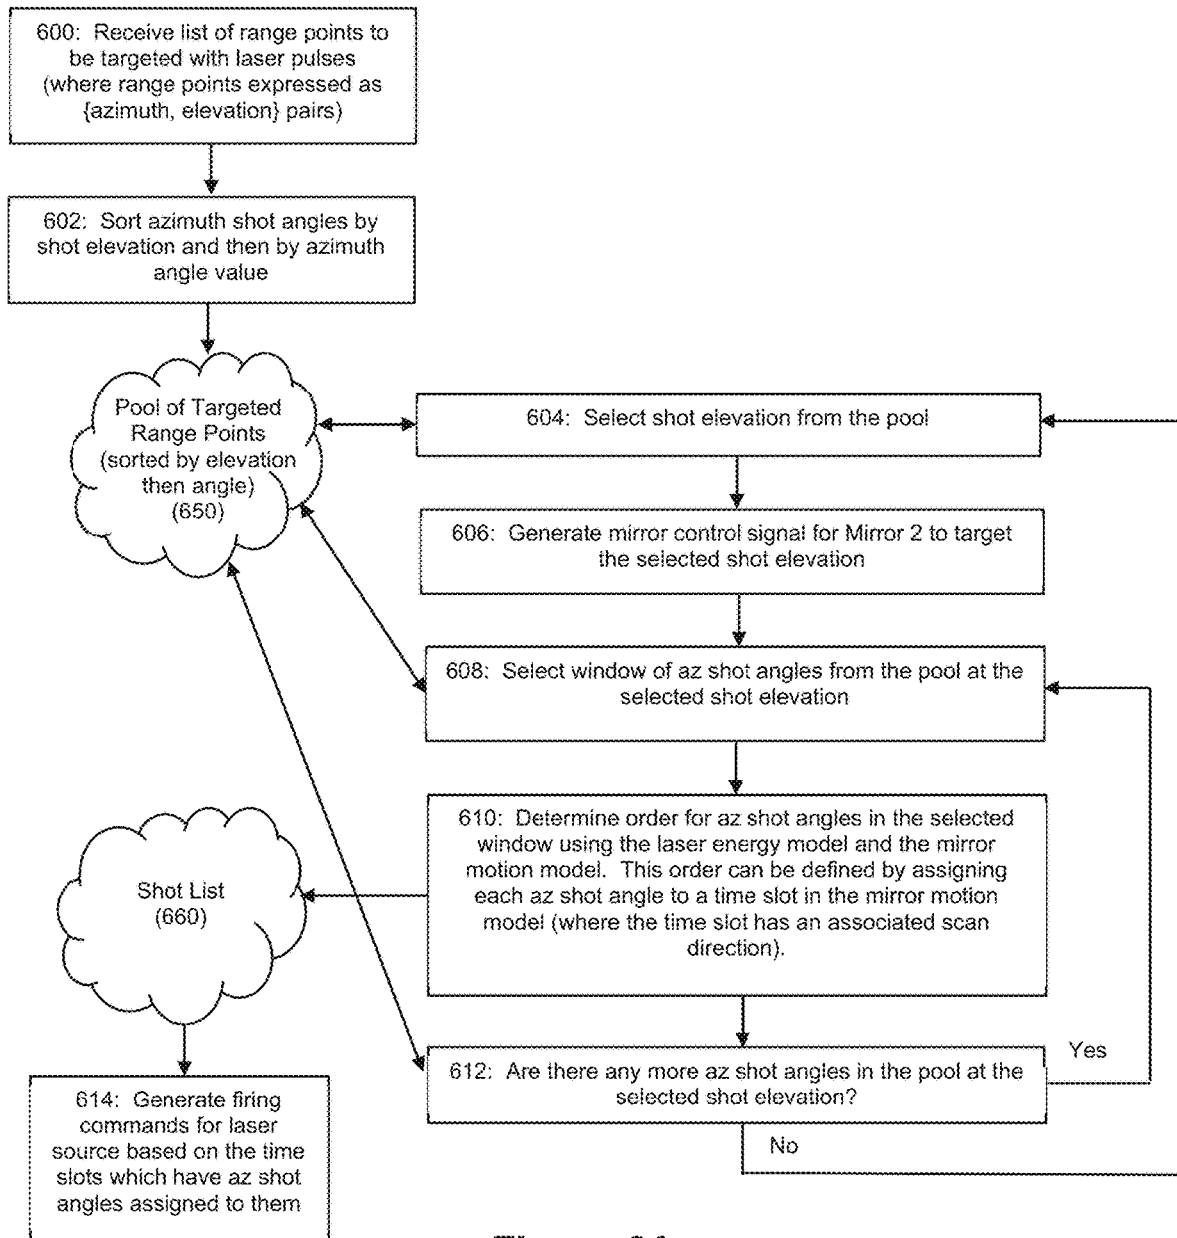 600: Receive list of range points to
be targeted with laser pulses
(where range points expressed as
{azimuth, elevation} pairs)
602: Sort azimuth shot angles by
shot elevation and then by azimuth
angle value
Pool of Targeted
Range Points
(sorted by elevation
then angle)
(650)
604: Select shot elevation from the pool
606: Generate mirror control signal for Mirror 2 to target
the selected shot elevation
608: Select window of az shot angles from the pool at the
selected shot elevation
610: Determine order for az shot angles in the selected
window using the laser energy model and the mirror
motion model. This order can be defined by assigning
each az shot angle to a time slot in the mirror motion
model (where the time slot has an associated scan
direction).
Shot List
(660)
612: Are there any more az shot angles in the pool at the
selected shot elevation?
Yes
No
614: Generate firing
commands for laser
source based on the time
slots which have az shot
angles assigned to them